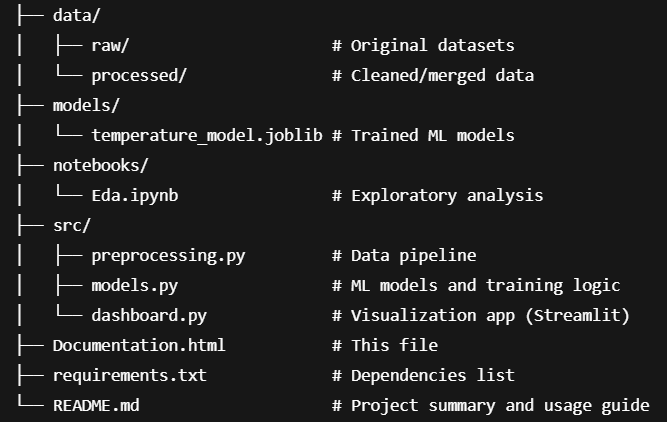 ├── data/
│   ├── raw/                    # Original datasets
│   └── processed/              # Cleaned/merged data
├── models/
│   └── temperature_model.joblib # Trained ML models
├── notebooks/
│   └── Eda.ipynb               # Exploratory analysis
├── src/
│   ├── preprocessing.py        # Data pipeline
│   ├── models.py               # ML models and training logic
│   └── dashboard.py            # Visualization app (Streamlit)
├── Documentation.html          # This file
├── requirements.txt            # Dependencies list
└── README.md                   # Project summary and usage guide